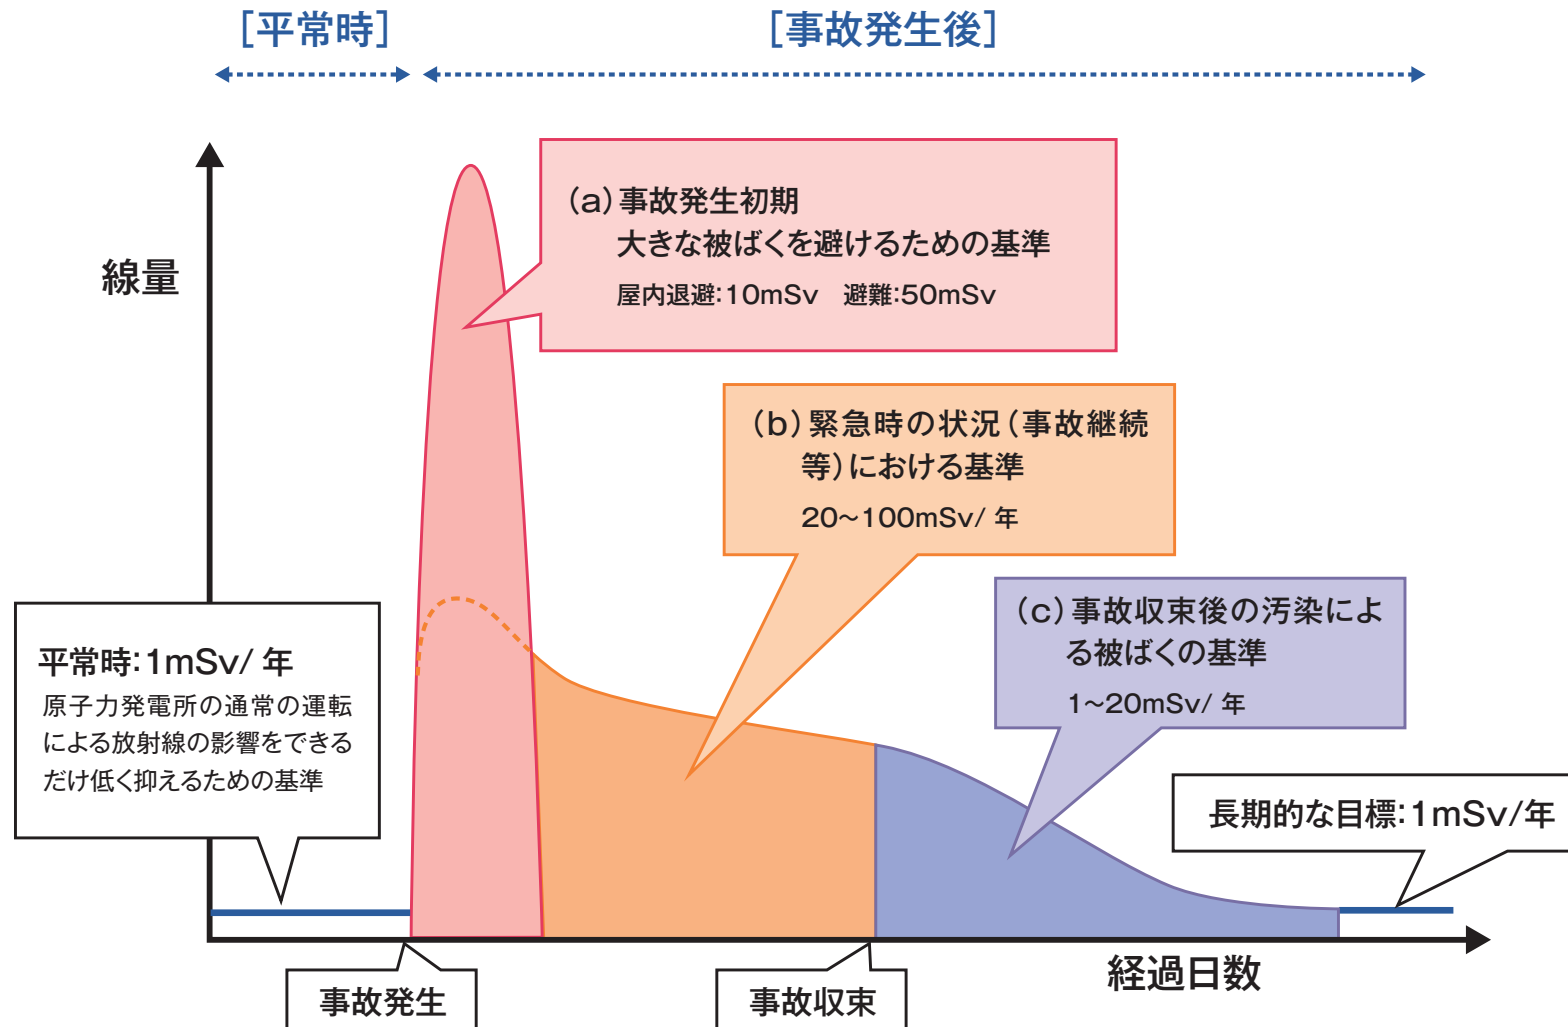 [平常時]
[事故発生後]
線量
(a)事故発生初期
大きな被ばくを避けるための基準
屋内退避:10mSv 避難:50mSv
(b)緊急時の状況(事故継続
等)における基準
20〜100mSv/ 年
(c)事故収束後の汚染によ
る被ばくの基準
1〜20mSv/ 年
平常時:1mSv/ 年
原子力発電所の通常の運転
による放射線の影響をできる
だけ低く抑えるための基準
長期的な目標:1mSv/年
経過日数
事故発生
事故収束